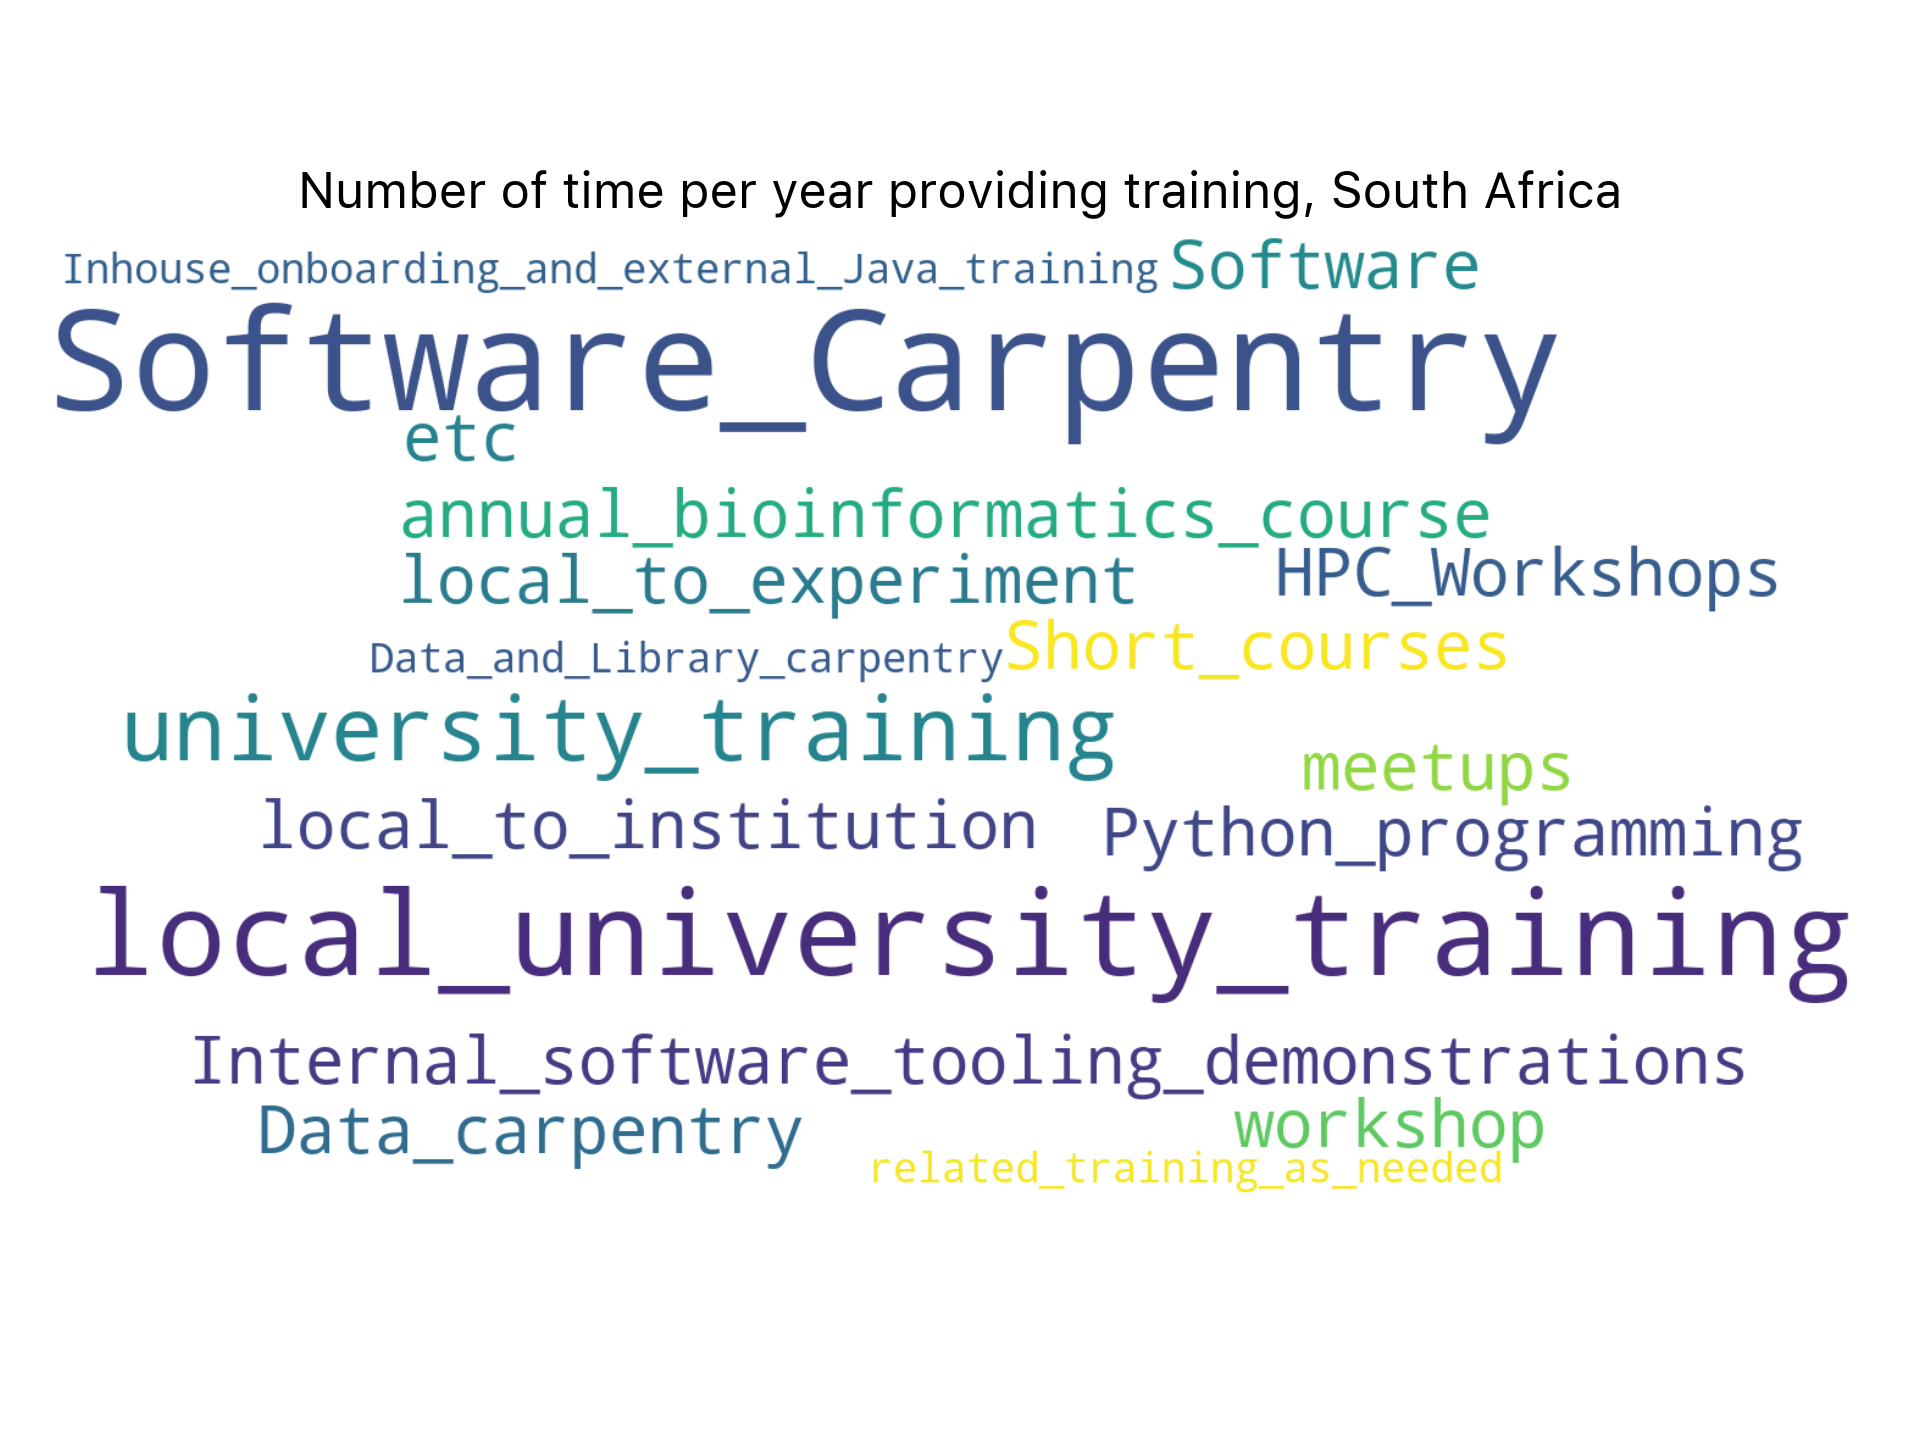 Number of time per year providing training, South Africa
Inhouse_onboarding_and_external_Java_training Software
Software_Carpentry
etc
annual_bioinformatics_course
local_to_experiment HPC_Workshops
Data_and_Library_carpentry Short_courses
university_training
meetups
local_to_institution Python_programming
local_university_training
Internal_software_tooling_demonstrations
Data_carpentry workshop
related_training_as_needed